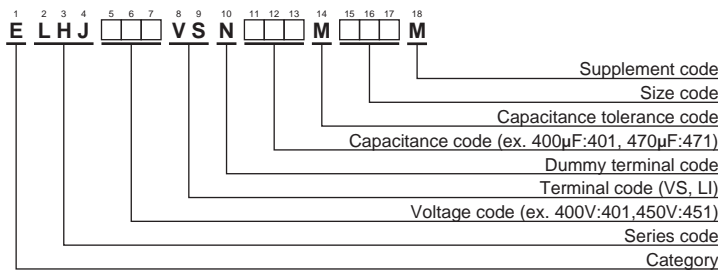 1 2 3 4 5 6 7 8 9 10 11 12 13 14 15 16 17 18
E L H J □□□ V S N □□□ M □□□ M
Supplement code
Size code
Capacitance tolerance code
Capacitance code (ex. 400µF:401, 470µF:471)
Dummy terminal code
Terminal code (VS, LI)
Voltage code (ex. 400V:401,450V:451)
Series code
Category